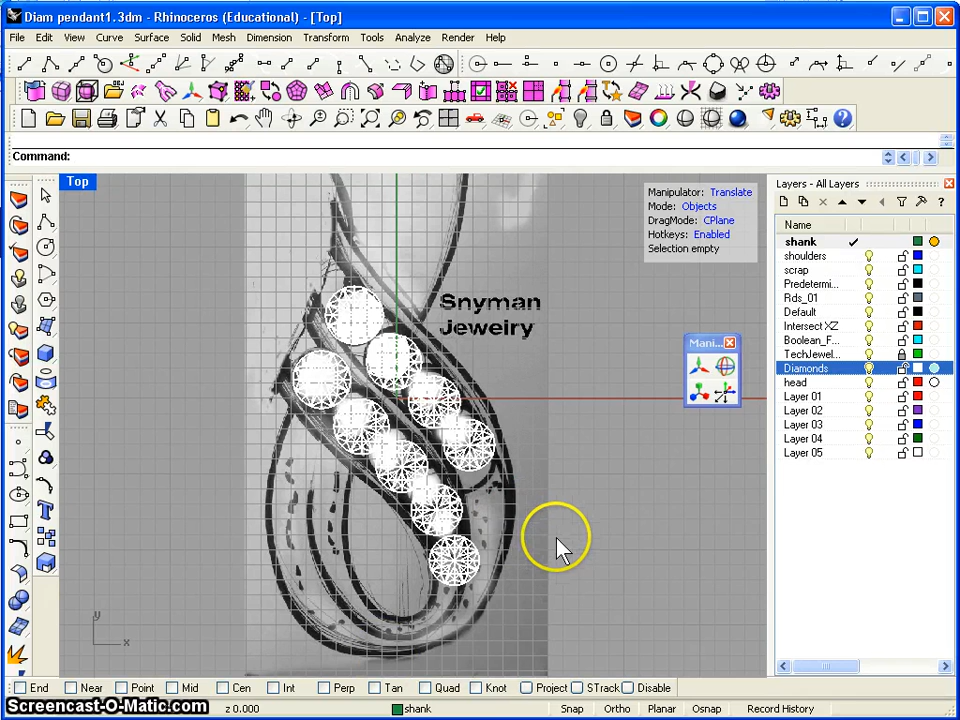 Diam pendant1.3dm - Rhinoceros (Educational) - [Top]
File Edit View Curve Surface Solid Mesh Dimension Transform Tools Analyze Render Help
Command:
Top
Manipulator: Translate
Mode: Objects
DragMode: CPlane
Hotkeys: Enabled
Selection empty
Snyman
Jewelry
Mani...
Layers - All Layers
Name
shank
shoulders
scrap
Predetermi...
Rds_01
Default
Intersect XZ
Boolean_F...
TechJewel...
Diamonds
head
Layer 01
Layer 02
Layer 03
Layer 04
Layer 05
y
x
End Near Point Mid Cen Int Perp Tan Quad Knot Project STrack Disable
Screencast-O-Matic.com
z 0.000 shank Snap Ortho Planar Osnap Record History